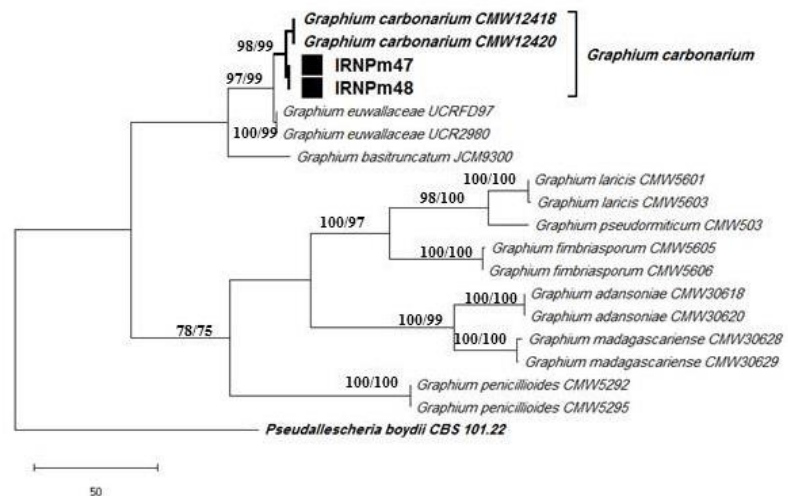 Graphium carbonarium CMW12418
98/99
Graphium carbonarium CMW12420
Graphium carbonarium
IRNPm47
97/99
IRNPm48
Graphium euwallaceae UCRFD97
100/99
Graphium euwallaceae UCR2980
Graphium basitruncatum JCM9300
100/100
Graphium laricis CMW5601
98/100
Graphium laricis CMW5603
100/97
Graphium pseudormiticum CMW503
100/100
Graphium fimbriasporum CMW5605
Graphium fimbriasporum CMW5606
100/100
Graphium adansoniae CMW30618
100/99
Graphium adansoniae CMW30620
78/75
100/100
Graphium madagascariense CMW30628
Graphium madagascariense CMW30629
100/100
Graphium penicillioides CMW5292
Graphium penicillioides CMW5295
Pseudallescheria boydii CBS 101.22
50